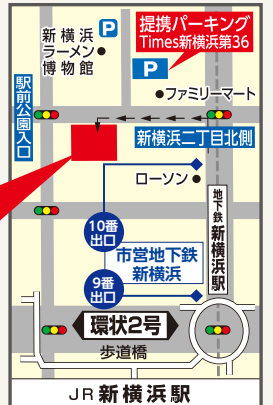 提携パーキング
Times新横浜第36
P
新横浜
ラーメン
博物館
P
ファミリーマート
駅前公園入口
新横浜二丁目北側
ローソン
地下鉄 新横浜駅
10番
出口
市営地下鉄
新横浜
9番
出口
環状2号
歩道橋
JR新横浜駅